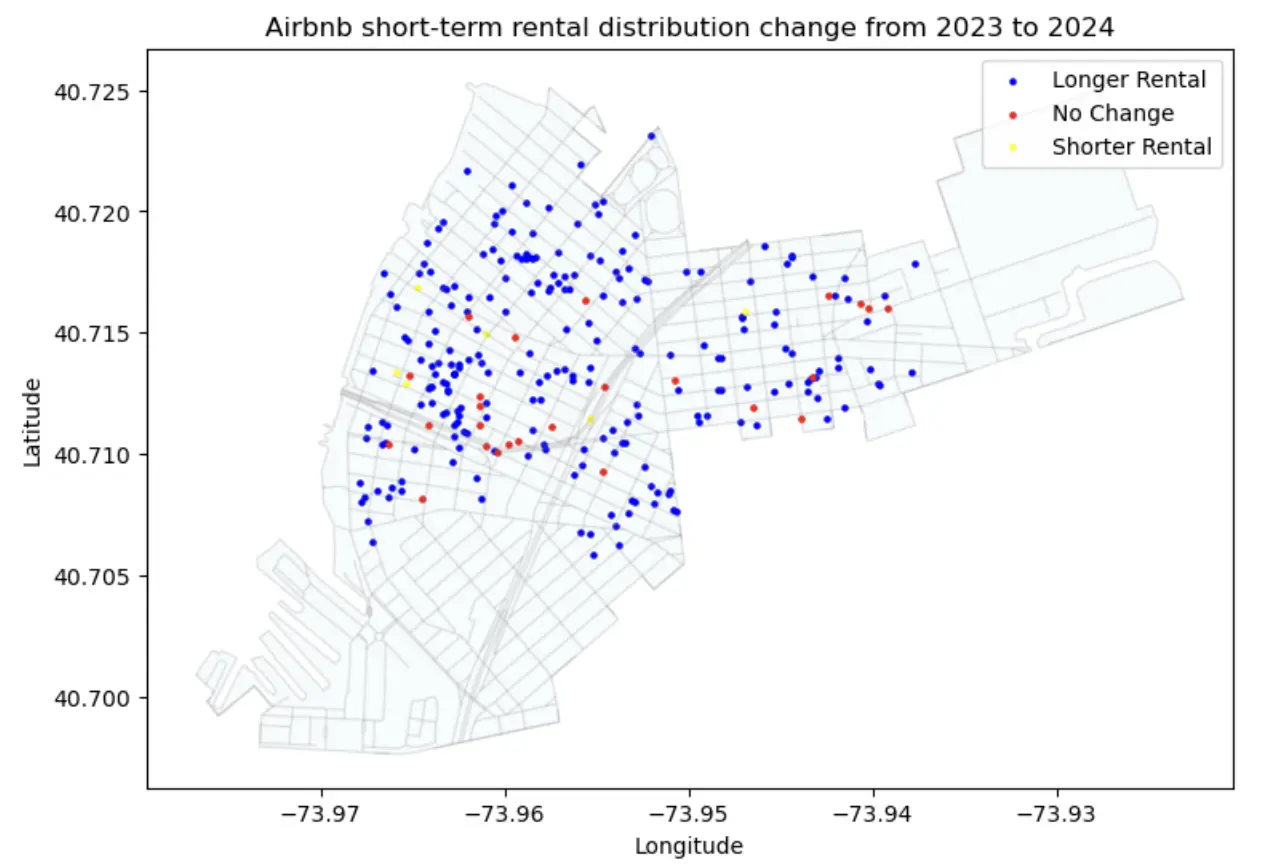 Airbnb short-term rental distribution change from 2023 to 2024
Longer Rental
No Change
Shorter Rental
40.725
40.720
40.715
40.710
40.705
40.700
Latitude
−73.97
−73.96
−73.95
−73.94
−73.93
Longitude